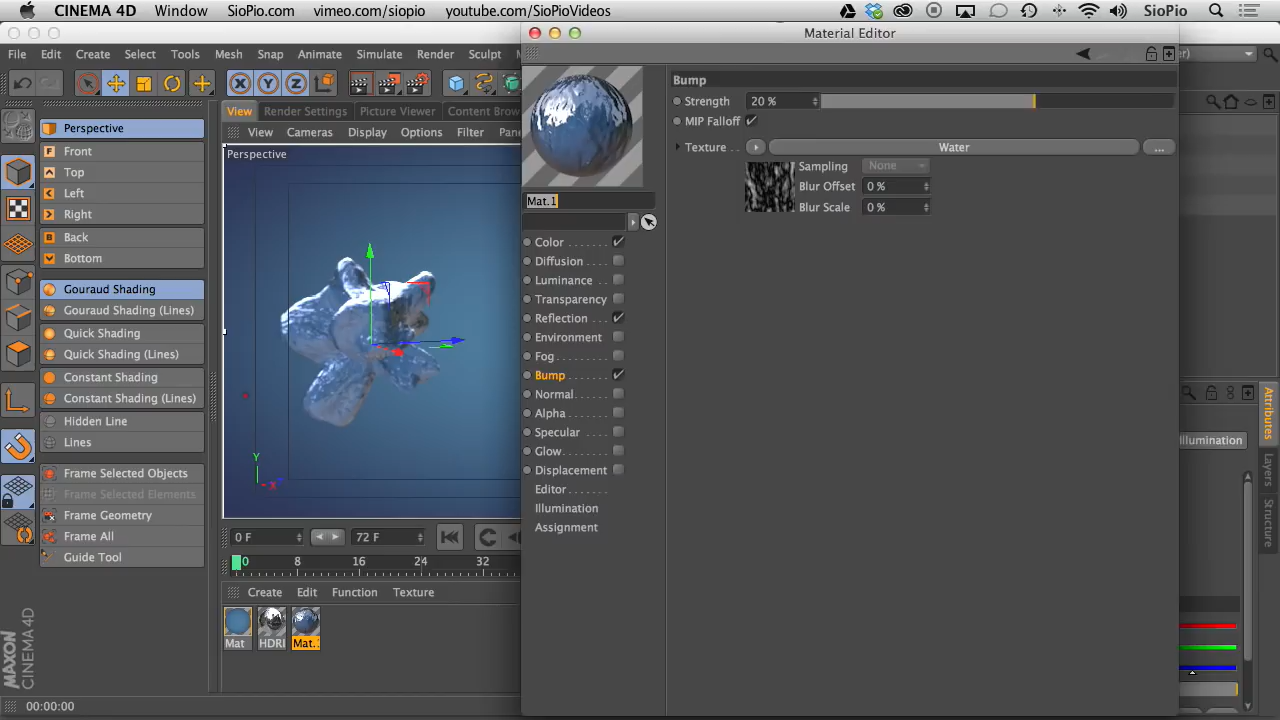 CINEMA 4D Window SioPio.com vimeo.com/siopio youtube.com/SioPioVideos SioPio
Material Editor
File Edit Create Select Tools Mesh Snap Animate Simulate Render Sculpt
X Y Z
View Render Settings Picture Viewer Content Brow
View Cameras Display Options Filter Pan
Perspective
Perspective
F Front
T Top
Left
Right
Back
Bottom
Gouraud Shading
Gouraud Shading (Lines)
Quick Shading
Quick Shading (Lines)
Constant Shading
Constant Shading (Lines)
Hidden Line
Lines
Frame Selected Objects
Frame Selected Elements
Frame Geometry
Frame All
Guide Tool
Y
X
0 F 72 F
0 8 16 24 32
Create Edit Function Texture
Mat HDRI Mat.
00:00:00
MAXON
CINEMA 4D
Mat.1
Color
Diffusion
Luminance
Transparency
Reflection
Environment
Fog
Bump
Normal
Alpha
Specular
Glow
Displacement
Editor
Illumination
Assignment
Bump
Strength 20 %
MIP Falloff
Texture Water ...
Sampling None
Blur Offset 0 %
Blur Scale 0 %
er)
Attributes
Layers
Structure
Illumination